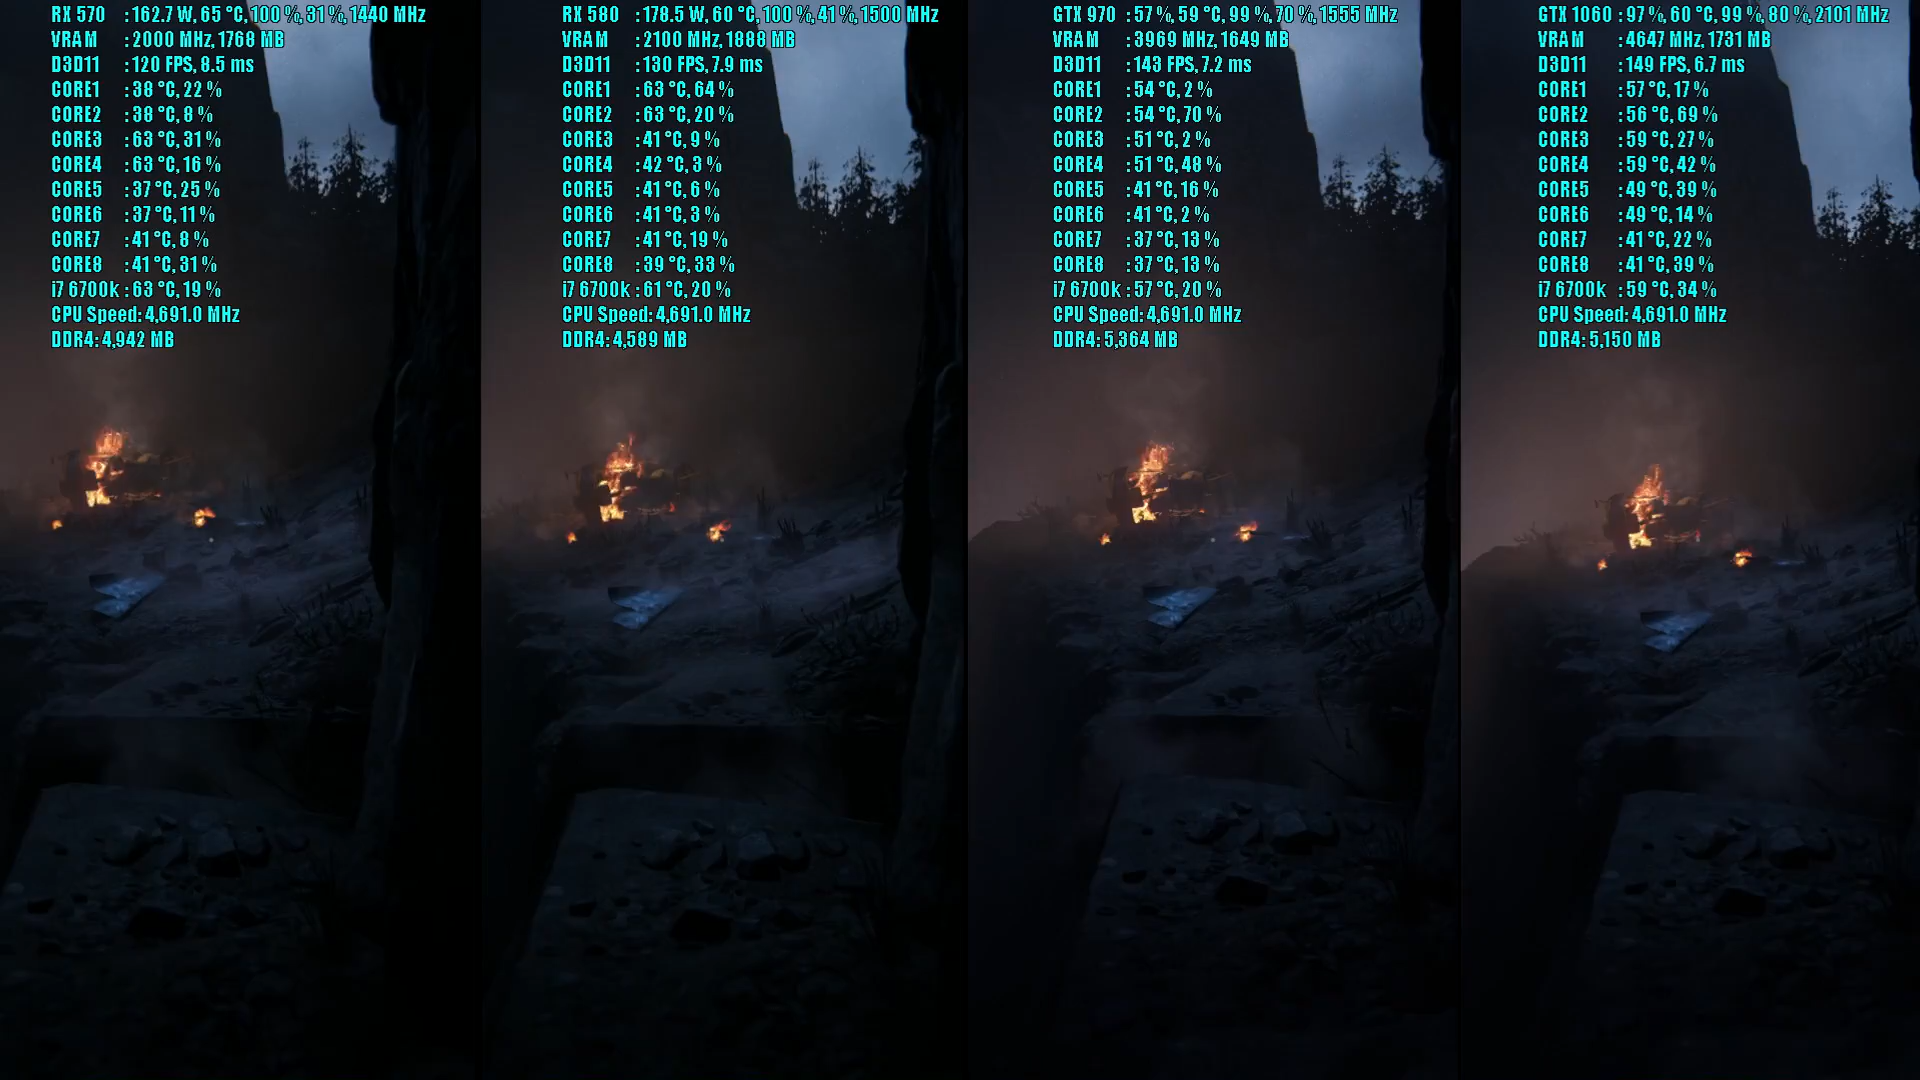 RX 570 : 162.7 W, 65 °C, 100 %, 31 %, 1440 MHz
VRAM : 2000 MHz, 1768 MB
D3D11 : 120 FPS, 8.5 ms
CORE1 : 38 °C, 22 %
CORE2 : 38 °C, 8 %
CORE3 : 63 °C, 31 %
CORE4 : 63 °C, 16 %
CORE5 : 37 °C, 25 %
CORE6 : 37 °C, 11 %
CORE7 : 41 °C, 8 %
CORE8 : 41 °C, 31 %
i7 6700k : 63 °C, 19 %
CPU Speed: 4,691.0 MHz
DDR4: 4,942 MB
RX 580 : 178.5 W, 60 °C, 100 %, 41 %, 1500 MHz
VRAM : 2100 MHz, 1888 MB
D3D11 : 130 FPS, 7.9 ms
CORE1 : 63 °C, 64 %
CORE2 : 63 °C, 20 %
CORE3 : 41 °C, 9 %
CORE4 : 42 °C, 3 %
CORE5 : 41 °C, 6 %
CORE6 : 41 °C, 3 %
CORE7 : 41 °C, 19 %
CORE8 : 39 °C, 33 %
i7 6700k : 61 °C, 20 %
CPU Speed: 4,691.0 MHz
DDR4: 4,589 MB
GTX 970 : 57 %, 59 °C, 99 %, 70 %, 1555 MHz
VRAM : 3969 MHz, 1649 MB
D3D11 : 143 FPS, 7.2 ms
CORE1 : 54 °C, 2 %
CORE2 : 54 °C, 70 %
CORE3 : 51 °C, 2 %
CORE4 : 51 °C, 48 %
CORE5 : 41 °C, 16 %
CORE6 : 41 °C, 2 %
CORE7 : 37 °C, 13 %
CORE8 : 37 °C, 13 %
i7 6700k : 57 °C, 20 %
CPU Speed: 4,691.0 MHz
DDR4: 5,364 MB
GTX 1060 : 97 %, 60 °C, 99 %, 80 %, 2101 MHz
VRAM : 4647 MHz, 1731 MB
D3D11 : 149 FPS, 6.7 ms
CORE1 : 57 °C, 17 %
CORE2 : 56 °C, 69 %
CORE3 : 59 °C, 27 %
CORE4 : 59 °C, 42 %
CORE5 : 49 °C, 39 %
CORE6 : 49 °C, 14 %
CORE7 : 41 °C, 22 %
CORE8 : 41 °C, 39 %
i7 6700k : 59 °C, 34 %
CPU Speed: 4,691.0 MHz
DDR4: 5,150 MB